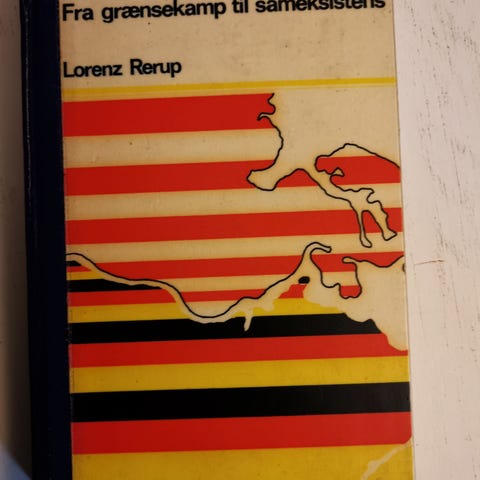 Fra grænsekamp til sameksistens
Lorenz Rerup